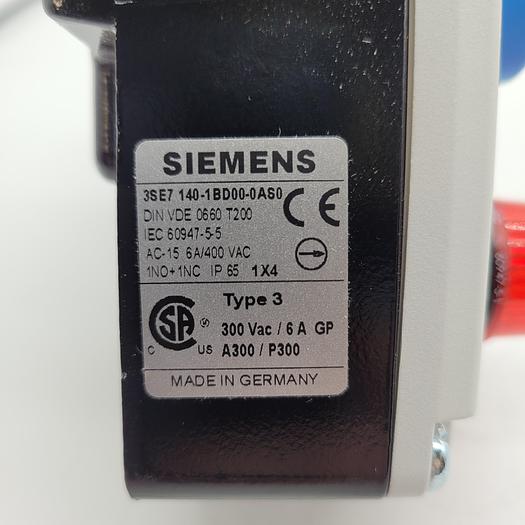 SIEMENS
3SE7 140-1BD00-0AS0
DIN VDE 0660 T200
IEC 60947-5-5
AC-15 6A/400 VAC
1NO+1NC IP 65 1X4
CE
Type 3
300 Vac / 6 A GP
A300 / P300
CSA
C US
MADE IN GERMANY